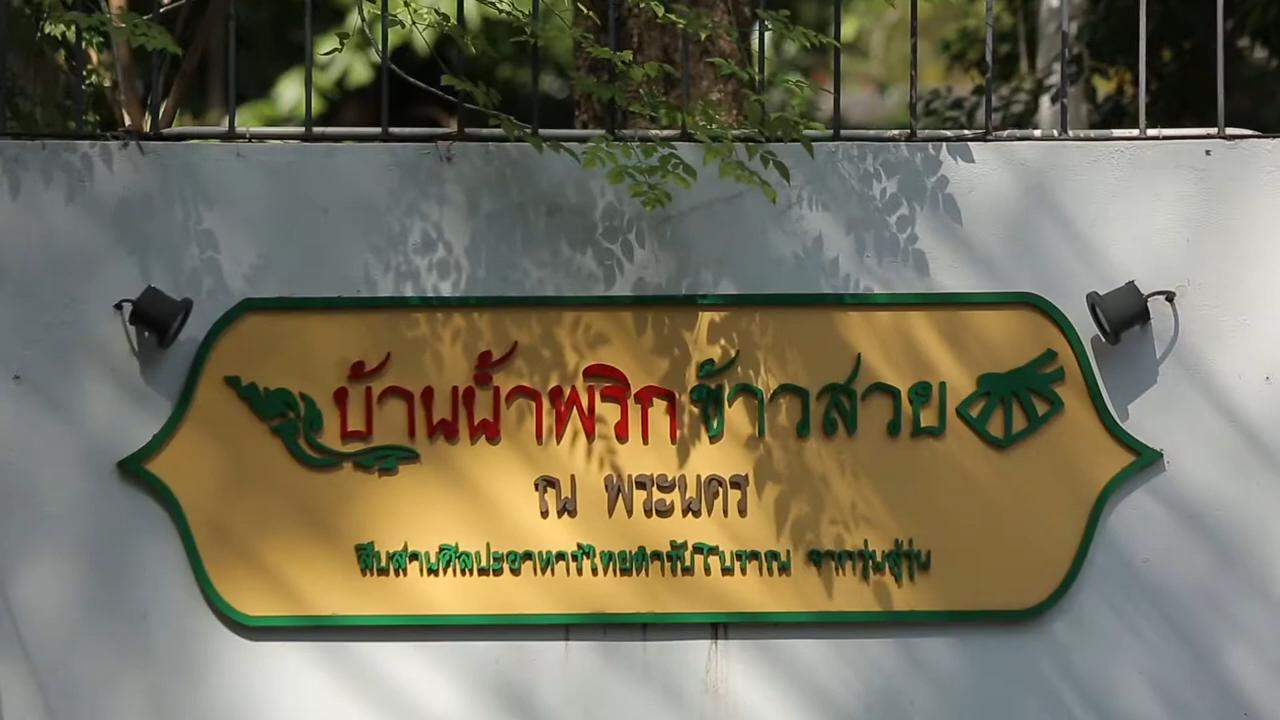 บ้านน้ำพริกข้าวสวย
ณ พระนคร
สืบสานศิลปะอาหารไทยตำรับโบราณ จากรุ่นสู่รุ่น